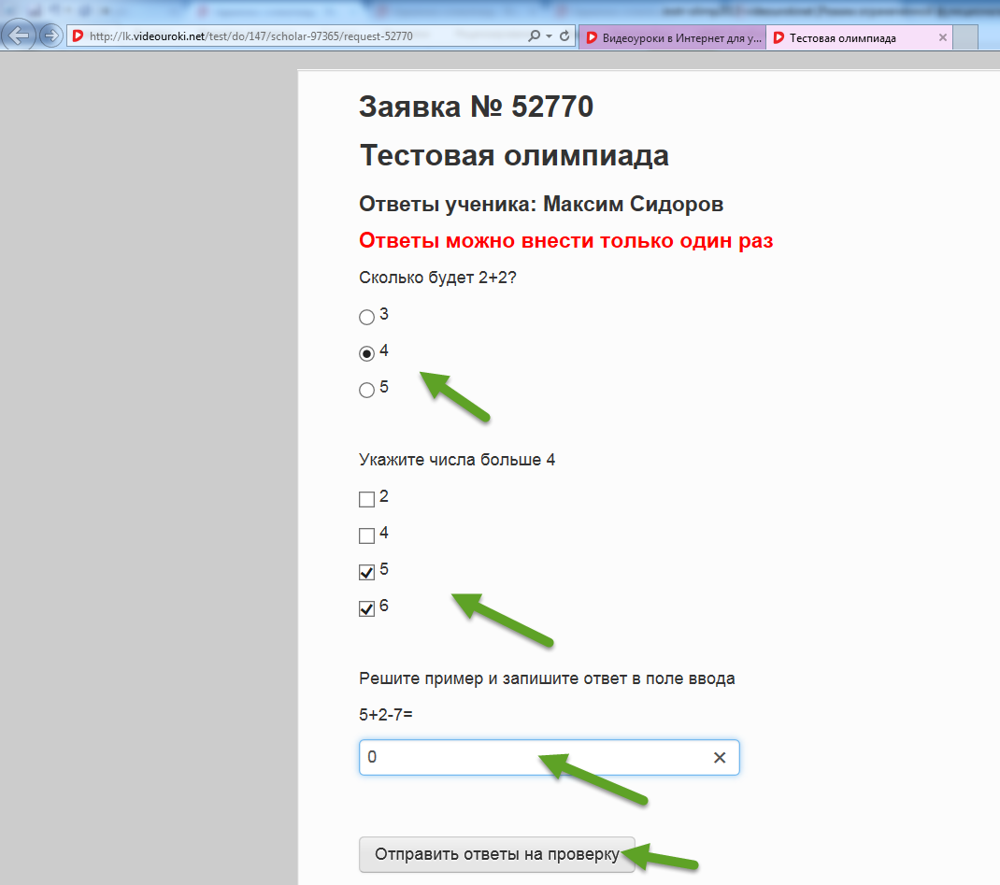 http://lk.videouroki.net/test/do/147/scholar-97365/request-52770
Видеоуроки в Интернет для у...
Тестовая олимпиада
Заявка № 52770
Тестовая олимпиада
Ответы ученика: Максим Сидоров
Ответы можно внести только один раз
Сколько будет 2+2?
3
4
5
Укажите числа больше 4
2
4
5
6
Решите пример и запишите ответ в поле ввода
5+2-7=
0
Отправить ответы на проверку